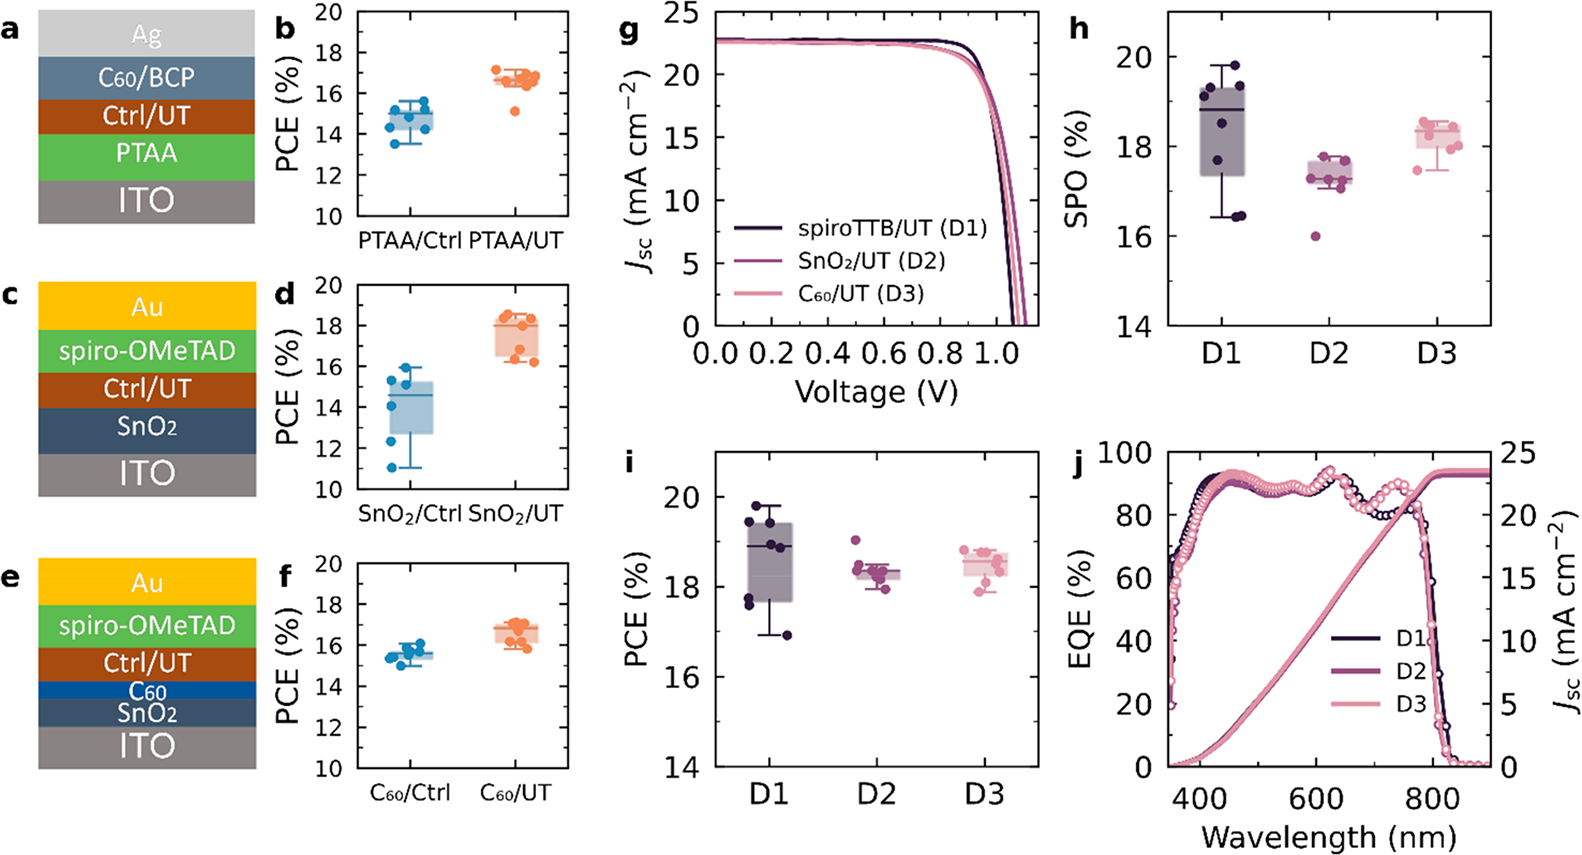 a
Ag
C₆₀/BCP
Ctrl/UT
PTAA
ITO
b
PCE (%)
20
18
16
14
12
10
PTAA/Ctrl PTAA/UT
c
Au
spiro-OMeTAD
Ctrl/UT
SnO₂
ITO
d
PCE (%)
20
18
16
14
12
10
SnO₂/Ctrl SnO₂/UT
e
Au
spiro-OMeTAD
Ctrl/UT
C₆₀
SnO₂
ITO
f
PCE (%)
20
18
16
14
12
10
C₆₀/Ctrl C₆₀/UT
g
Jsc (mA cm⁻²)
25
20
15
10
5
0
spiroTTB/UT (D1)
SnO₂/UT (D2)
C₆₀/UT (D3)
0.0 0.2 0.4 0.6 0.8 1.0
Voltage (V)
h
SPO (%)
20
18
16
14
D1 D2 D3
i
PCE (%)
20
18
16
14
D1 D2 D3
j
EQE (%)
100
80
60
40
20
0
D1
D2
D3
25
20
15
10
5
0
Jsc (mA cm⁻²)
400 600 800
Wavelength (nm)